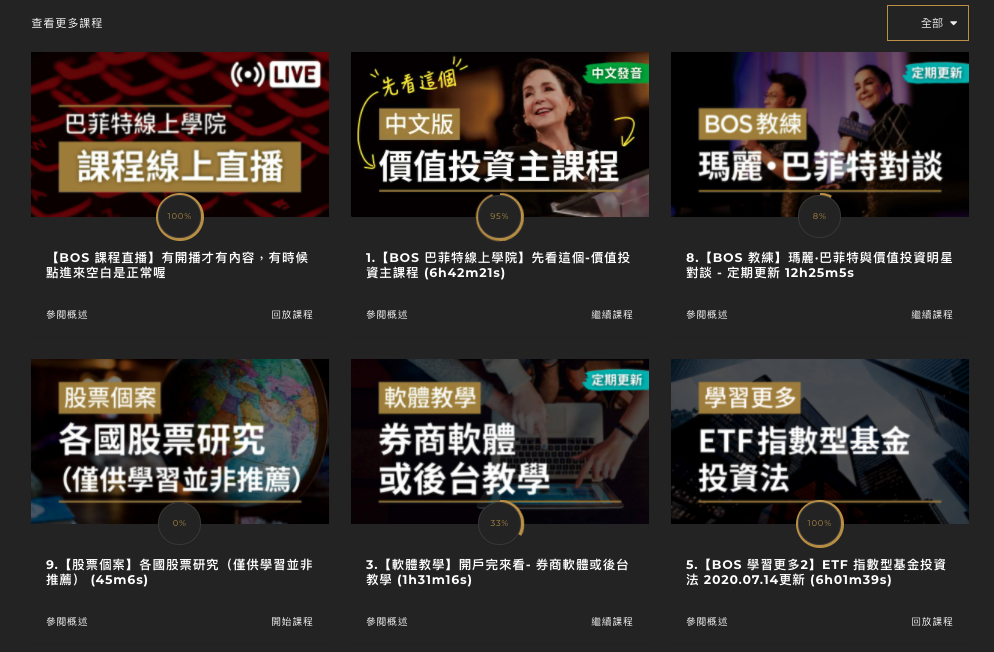 查看更多課程
全部
LIVE
巴菲特線上學院
課程線上直播
100%
【BOS 課程直播】有開播才有內容，有時候
點進來空白是正常喔
參閱概述
回放課程
先看這個
中文發音
中文版
價值投資主課程
95%
1.【BOS 巴菲特線上學院】先看這個-價值投
資主課程 (6h42m21s)
參閱概述
繼續課程
定期更新
BOS教練
瑪麗·巴菲特對談
8%
8.【BOS 教練】瑪麗·巴菲特與價值投資明星
對談 - 定期更新 12h25m5s
參閱概述
繼續課程
股票個案
各國股票研究
（僅供學習並非推薦）
0%
9.【股票個案】各國股票研究（僅供學習並非
推薦） (45m6s)
參閱概述
開始課程
定期更新
軟體教學
券商軟體
或後台教學
33%
3.【軟體教學】開戶完來看- 券商軟體或後台
教學 (1h31m16s)
參閱概述
繼續課程
學習更多
ETF指數型基金
投資法
100%
5.【BOS 學習更多2】ETF 指數型基金投資
法 2020.07.14更新 (6h01m39s)
參閱概述
回放課程